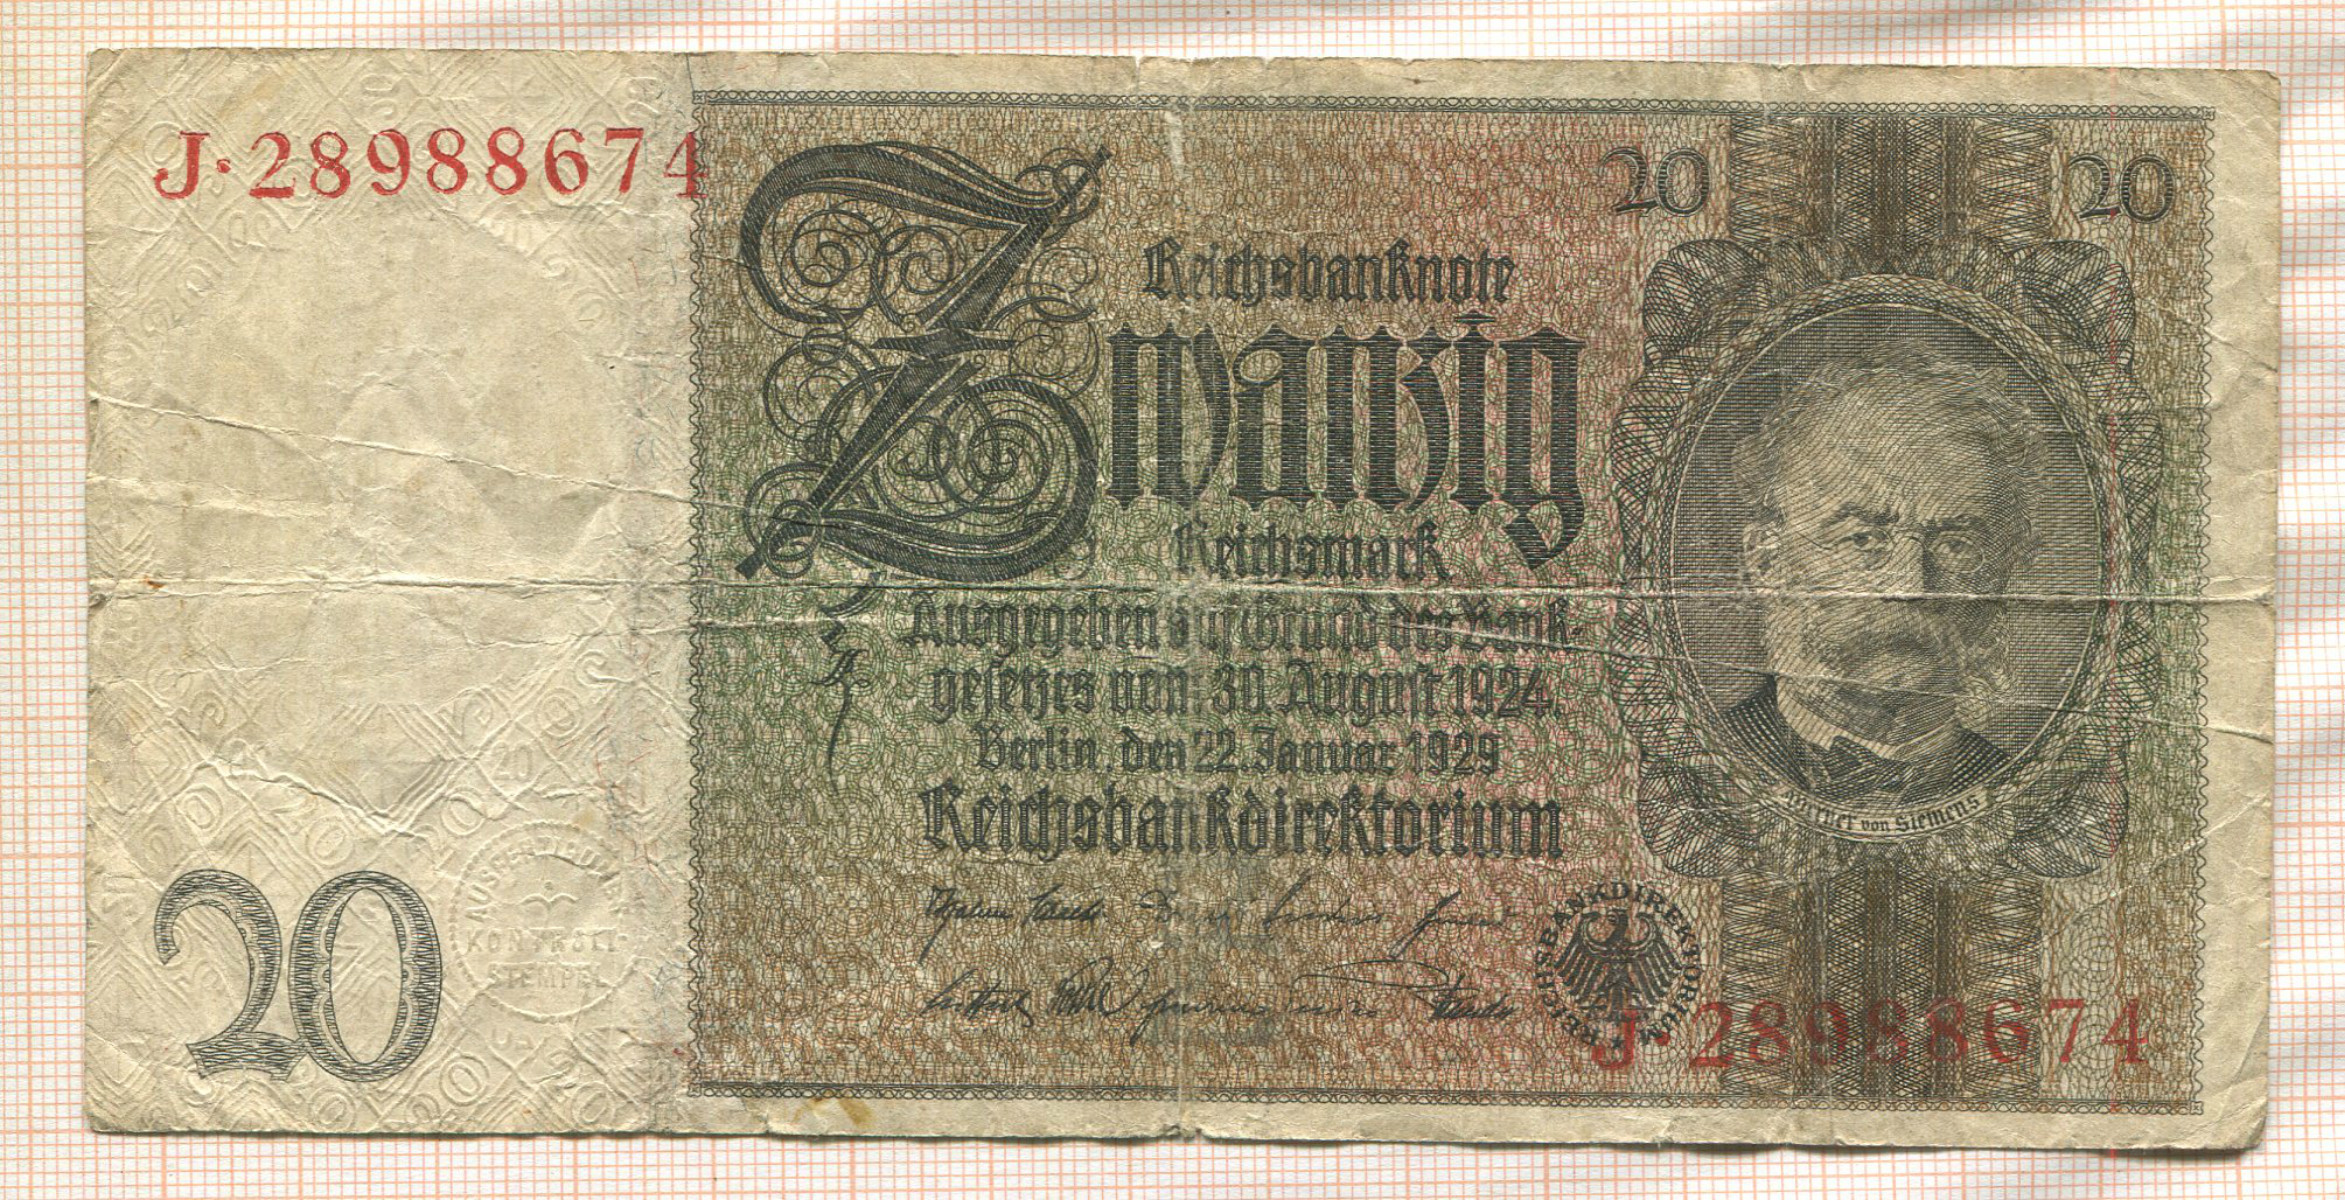 J·28988674
20
20
Reichsbanknote
Zwanzig
Reichsmark
Ausgegeben auf Grund des Bank-
gesetzes vom 30. August 1924.
Berlin, den 22. Januar 1929
Reichsbankdirektorium
Werner von Siemens
20
KONTROLL
STEMPEL
REICHSBANKDIREKTORIUM
J·28988674